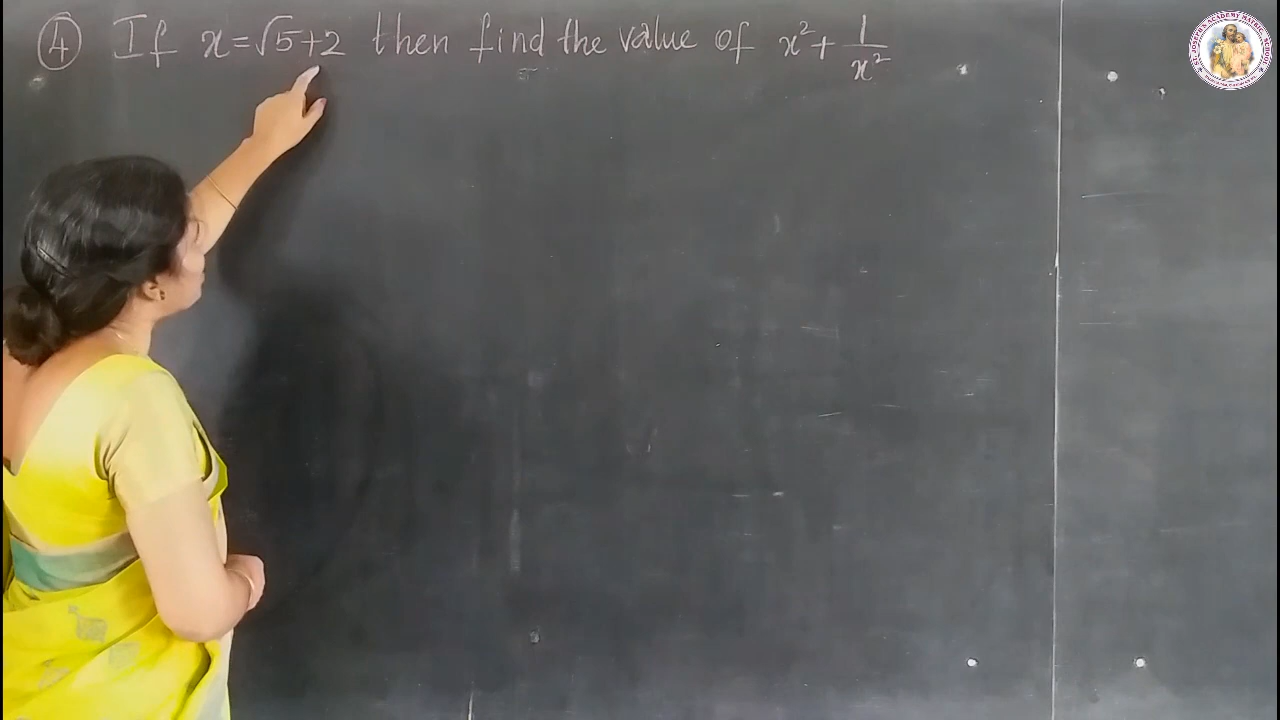 ④ If x = √5+2 then find the value of x² + 1/x²